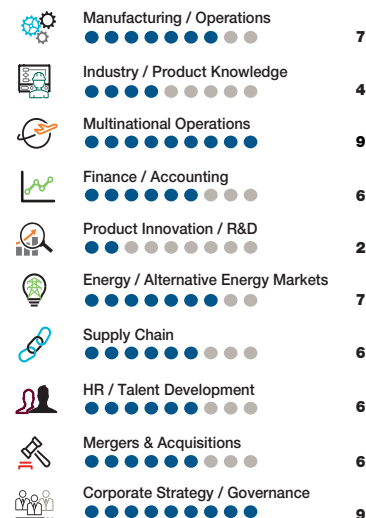 Manufacturing / Operations
7
Industry / Product Knowledge
4
Multinational Operations
9
Finance / Accounting
6
Product Innovation / R&D
2
Energy / Alternative Energy Markets
7
Supply Chain
6
HR / Talent Development
6
Mergers & Acquisitions
6
Corporate Strategy / Governance
9